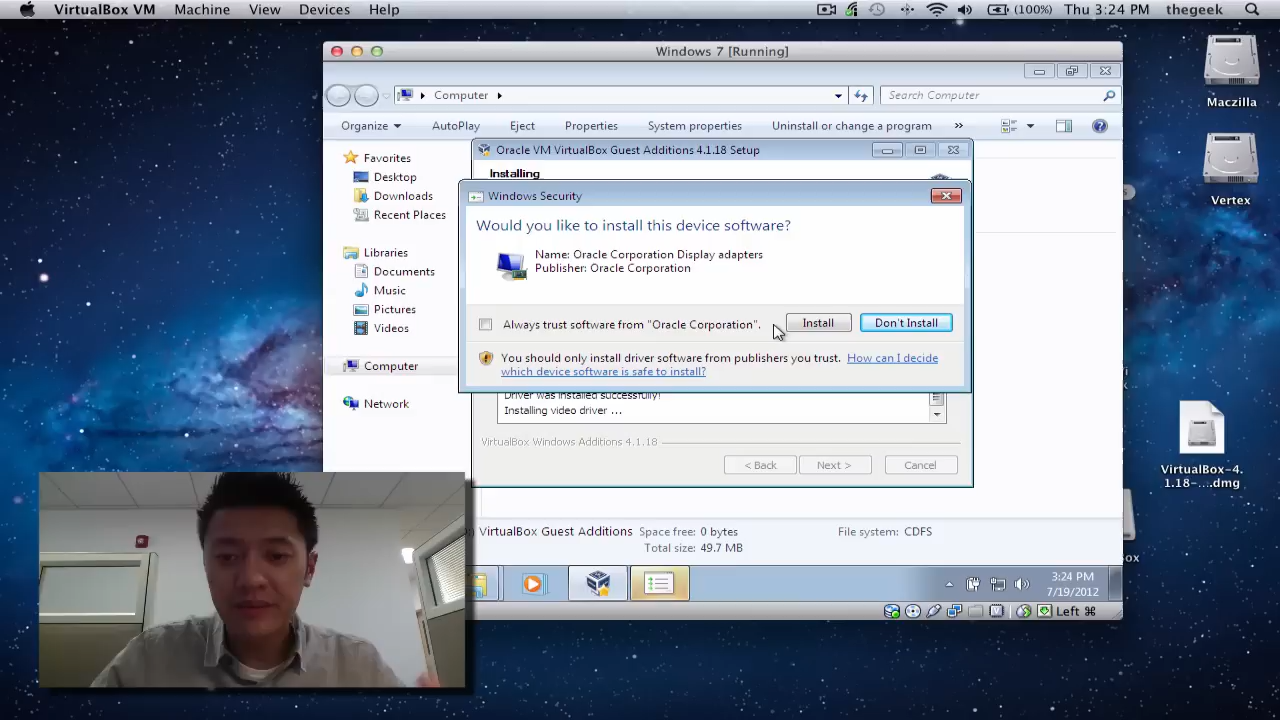 VirtualBox VM Machine View Devices Help (100%) Thu 3:24 PM thegeek
Windows 7 [Running]
Computer
Search Computer
Organize AutoPlay Eject Properties System properties Uninstall or change a program »
Favorites
Desktop
Downloads
Recent Places
Libraries
Documents
Music
Pictures
Videos
Computer
Network
Oracle VM VirtualBox Guest Additions 4.1.18 Setup
Installing
Windows Security
Would you like to install this device software?
Name: Oracle Corporation Display adapters
Publisher: Oracle Corporation
Always trust software from "Oracle Corporation".
Install
Don't Install
You should only install driver software from publishers you trust. How can I decide
which device software is safe to install?
Driver was installed successfully!
Installing video driver ...
VirtualBox Windows Additions 4.1.18
< Back
Next >
Cancel
VirtualBox Guest Additions Space free: 0 bytes File system: CDFS
Total size: 49.7 MB
3:24 PM
7/19/2012
Left ⌘
Maczilla
Vertex
VirtualBox-4.
1.18-....dmg